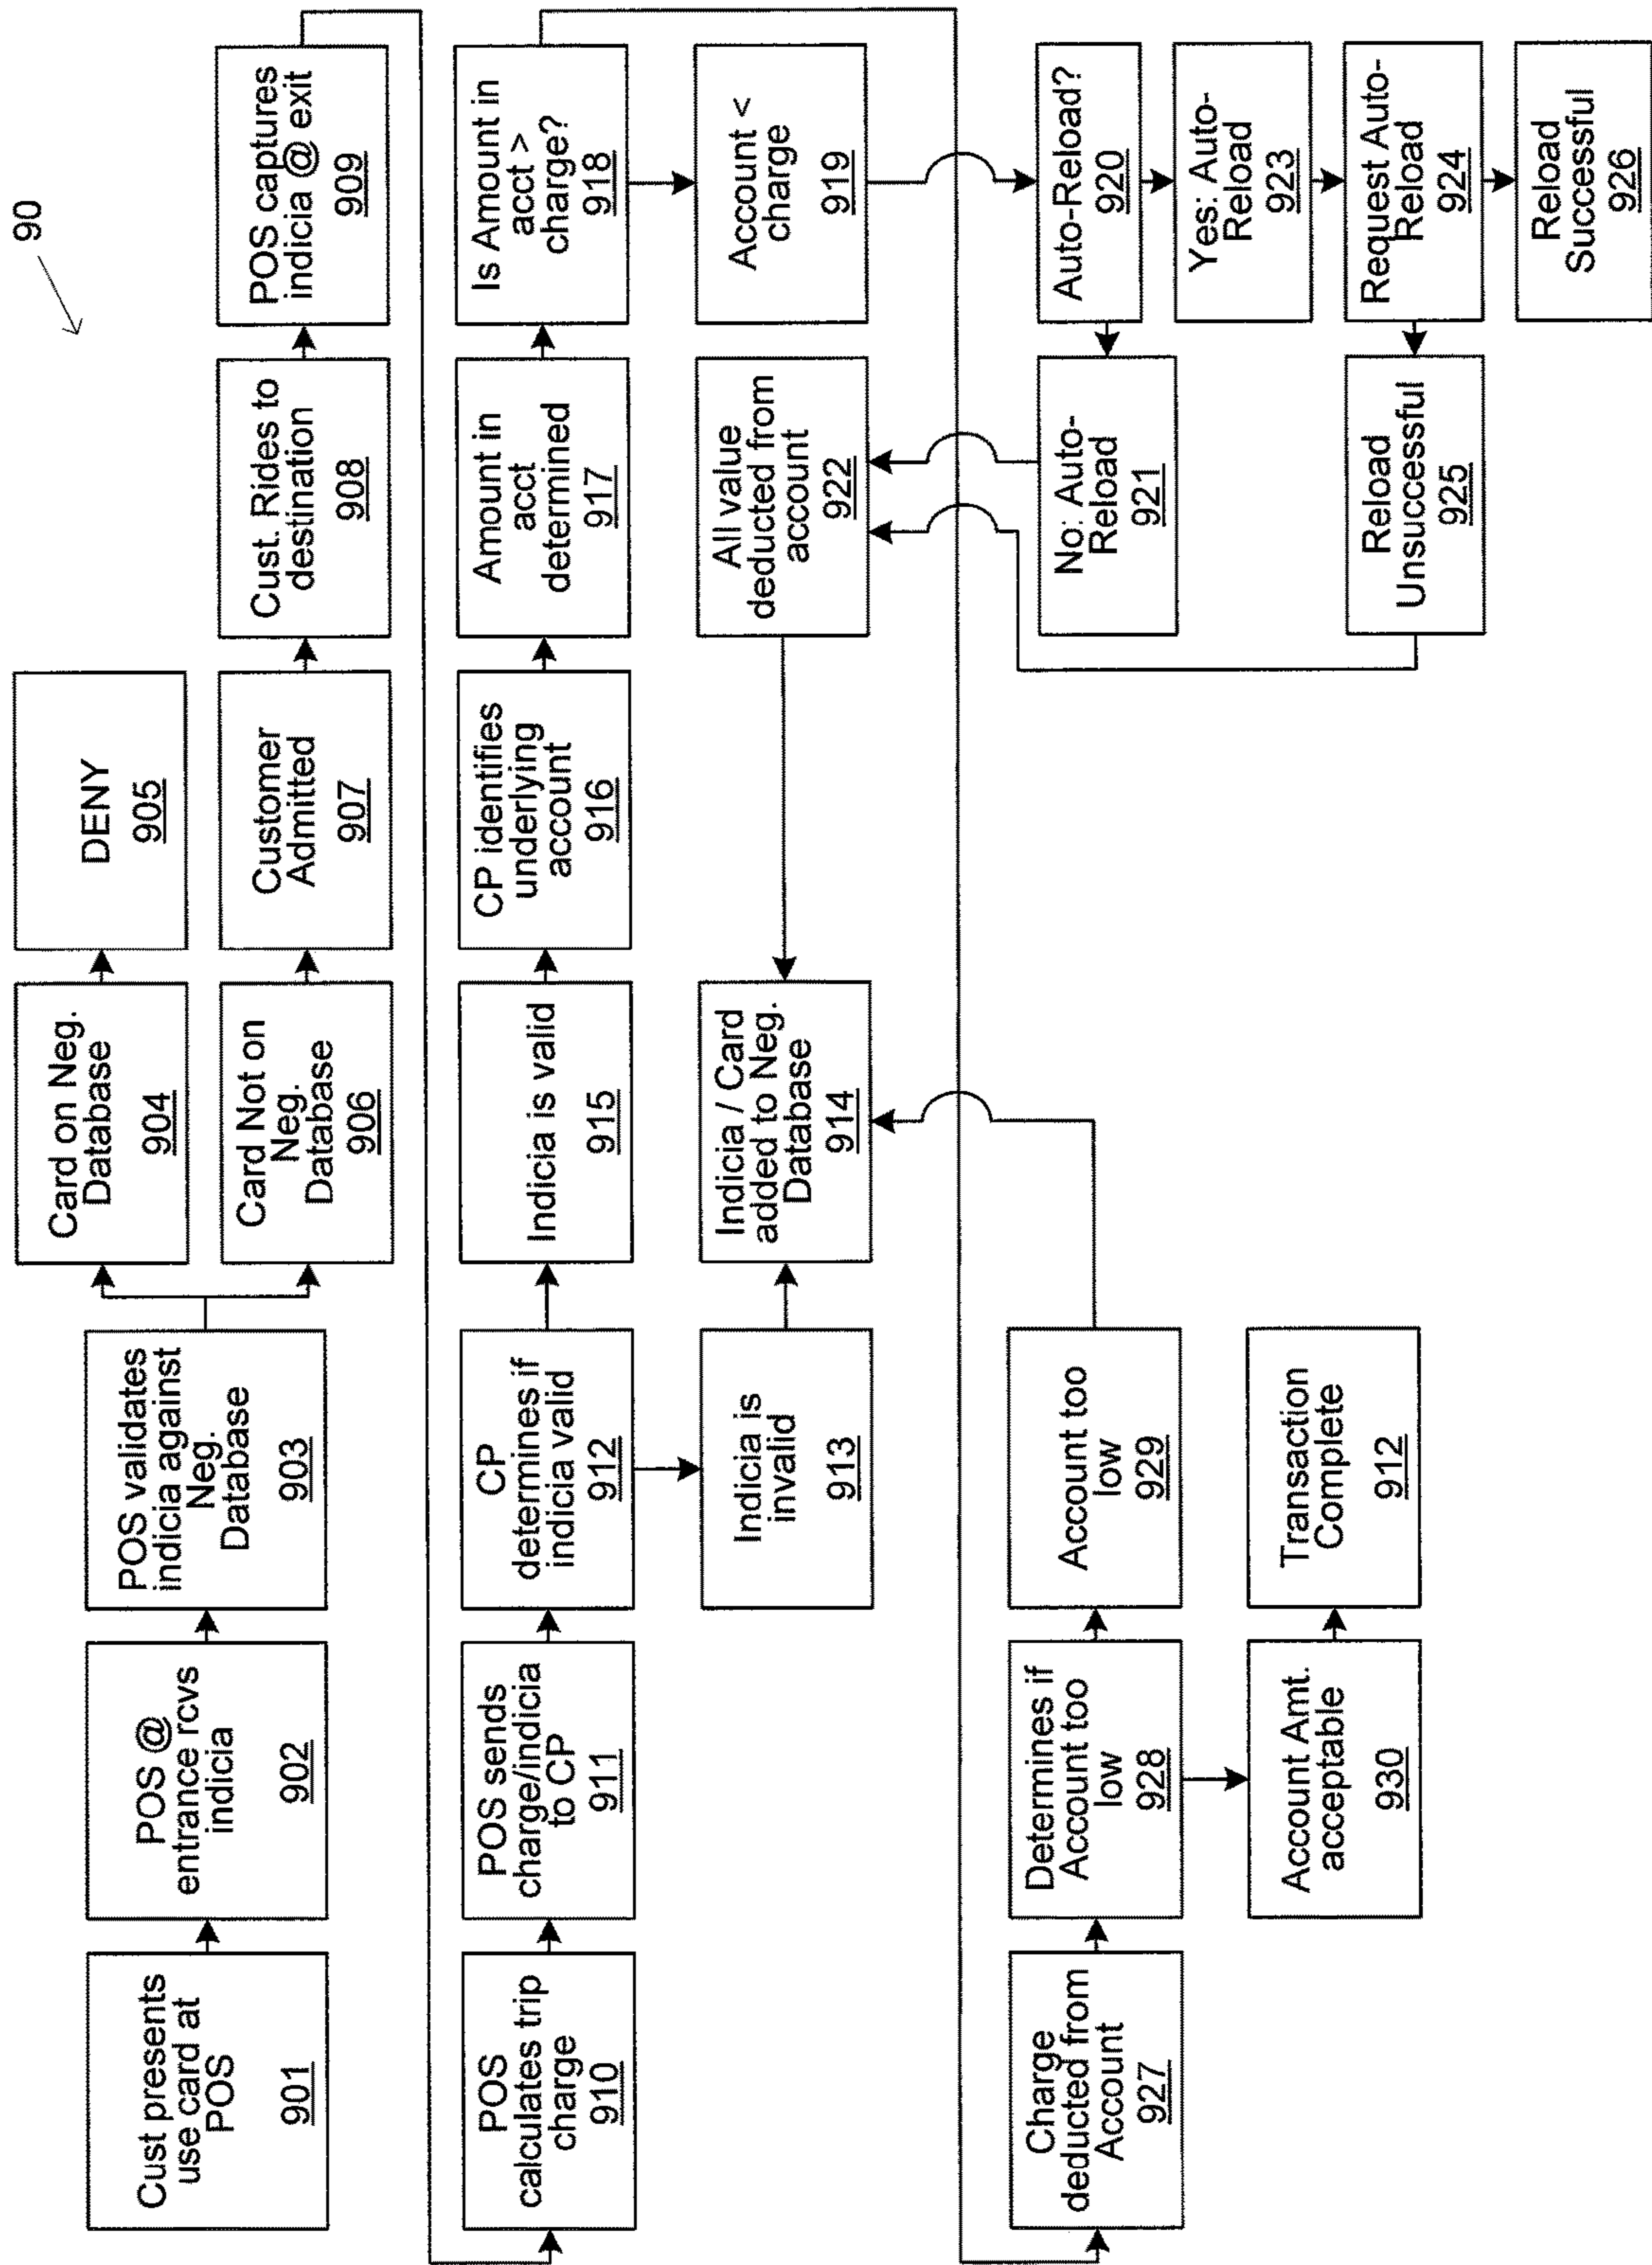 90
Cust presents
use card at
POS
901
POS @
entrance rcvs
indicia
902
POS validates
indicia against
Neg.
Database
903
Card on Neg.
Database
904
DENY
905
Card Not on
Neg.
Database
906
Customer
Admitted
907
Cust. Rides to
destination
908
POS captures
indicia @ exit
909
POS
calculates trip
charge
910
POS sends
charge/indicia
to CP
911
CP
determines if
indicia valid
912
Indicia is valid
915
CP identifies
underlying
account
916
Amount in
acct
determined
917
Is Amount in
acct >
charge?
918
Indicia is
invalid
913
Indicia / Card
added to Neg.
Database
914
All value
deducted from
account
922
Account <
charge
919
Charge
deducted from
Account
927
Determines if
Account too
low
928
Account too
low
929
No: Auto-
Reload
921
Auto-Reload?
920
Yes: Auto-
Reload
923
Account Amt.
acceptable
930
Transaction
Complete
912
Reload
Unsuccessful
925
Request Auto-
Reload
924
Reload
Successful
926